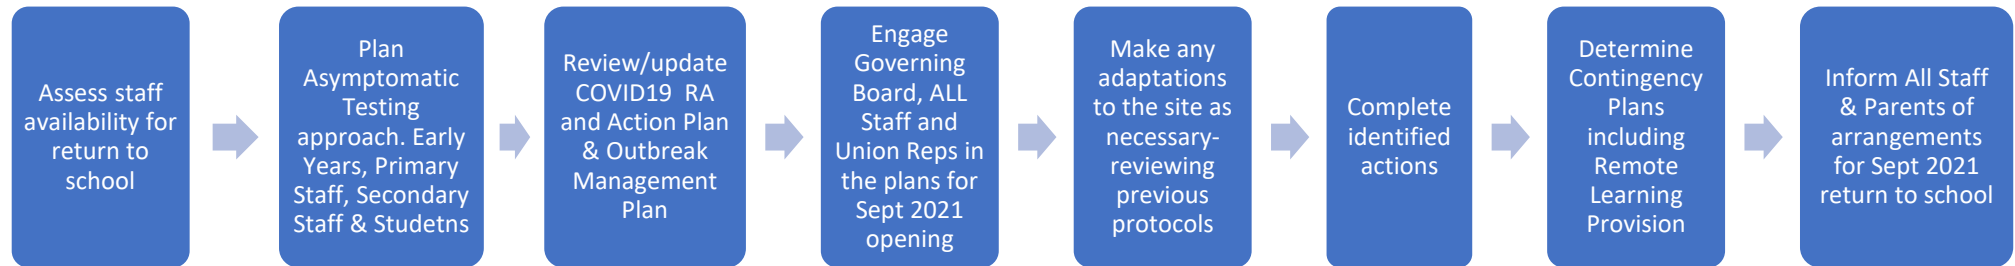 Assess staff
availability for
return to
school
Plan
Asymptomatic
Testing
approach. Early
Years, Primary
Staff, Secondary
Staff & Studetns
Review/update
COVID19  RA
and Action Plan
& Outbreak
Management
Plan
Engage
Governing
Board, ALL
Staff and
Union Reps in
the plans for
Sept 2021
opening
Make any
adaptations
to the site as
necessary-
reviewing
previous
protocols
Complete
identified
actions
Determine
Contingency
Plans
including
Remote
Learning
Provision
Inform All Staff
& Parents of
arrangements
for Sept 2021
return to school